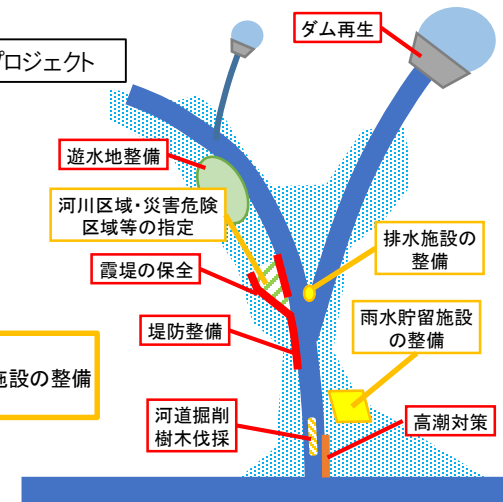 プロジェクト
ダム再生
遊水地整備
河川区域・災害危険
区域等の指定
排水施設の
整備
霞堤の保全
堤防整備
雨水貯留施設
の整備
施設の整備
河道掘削
樹木伐採
高潮対策